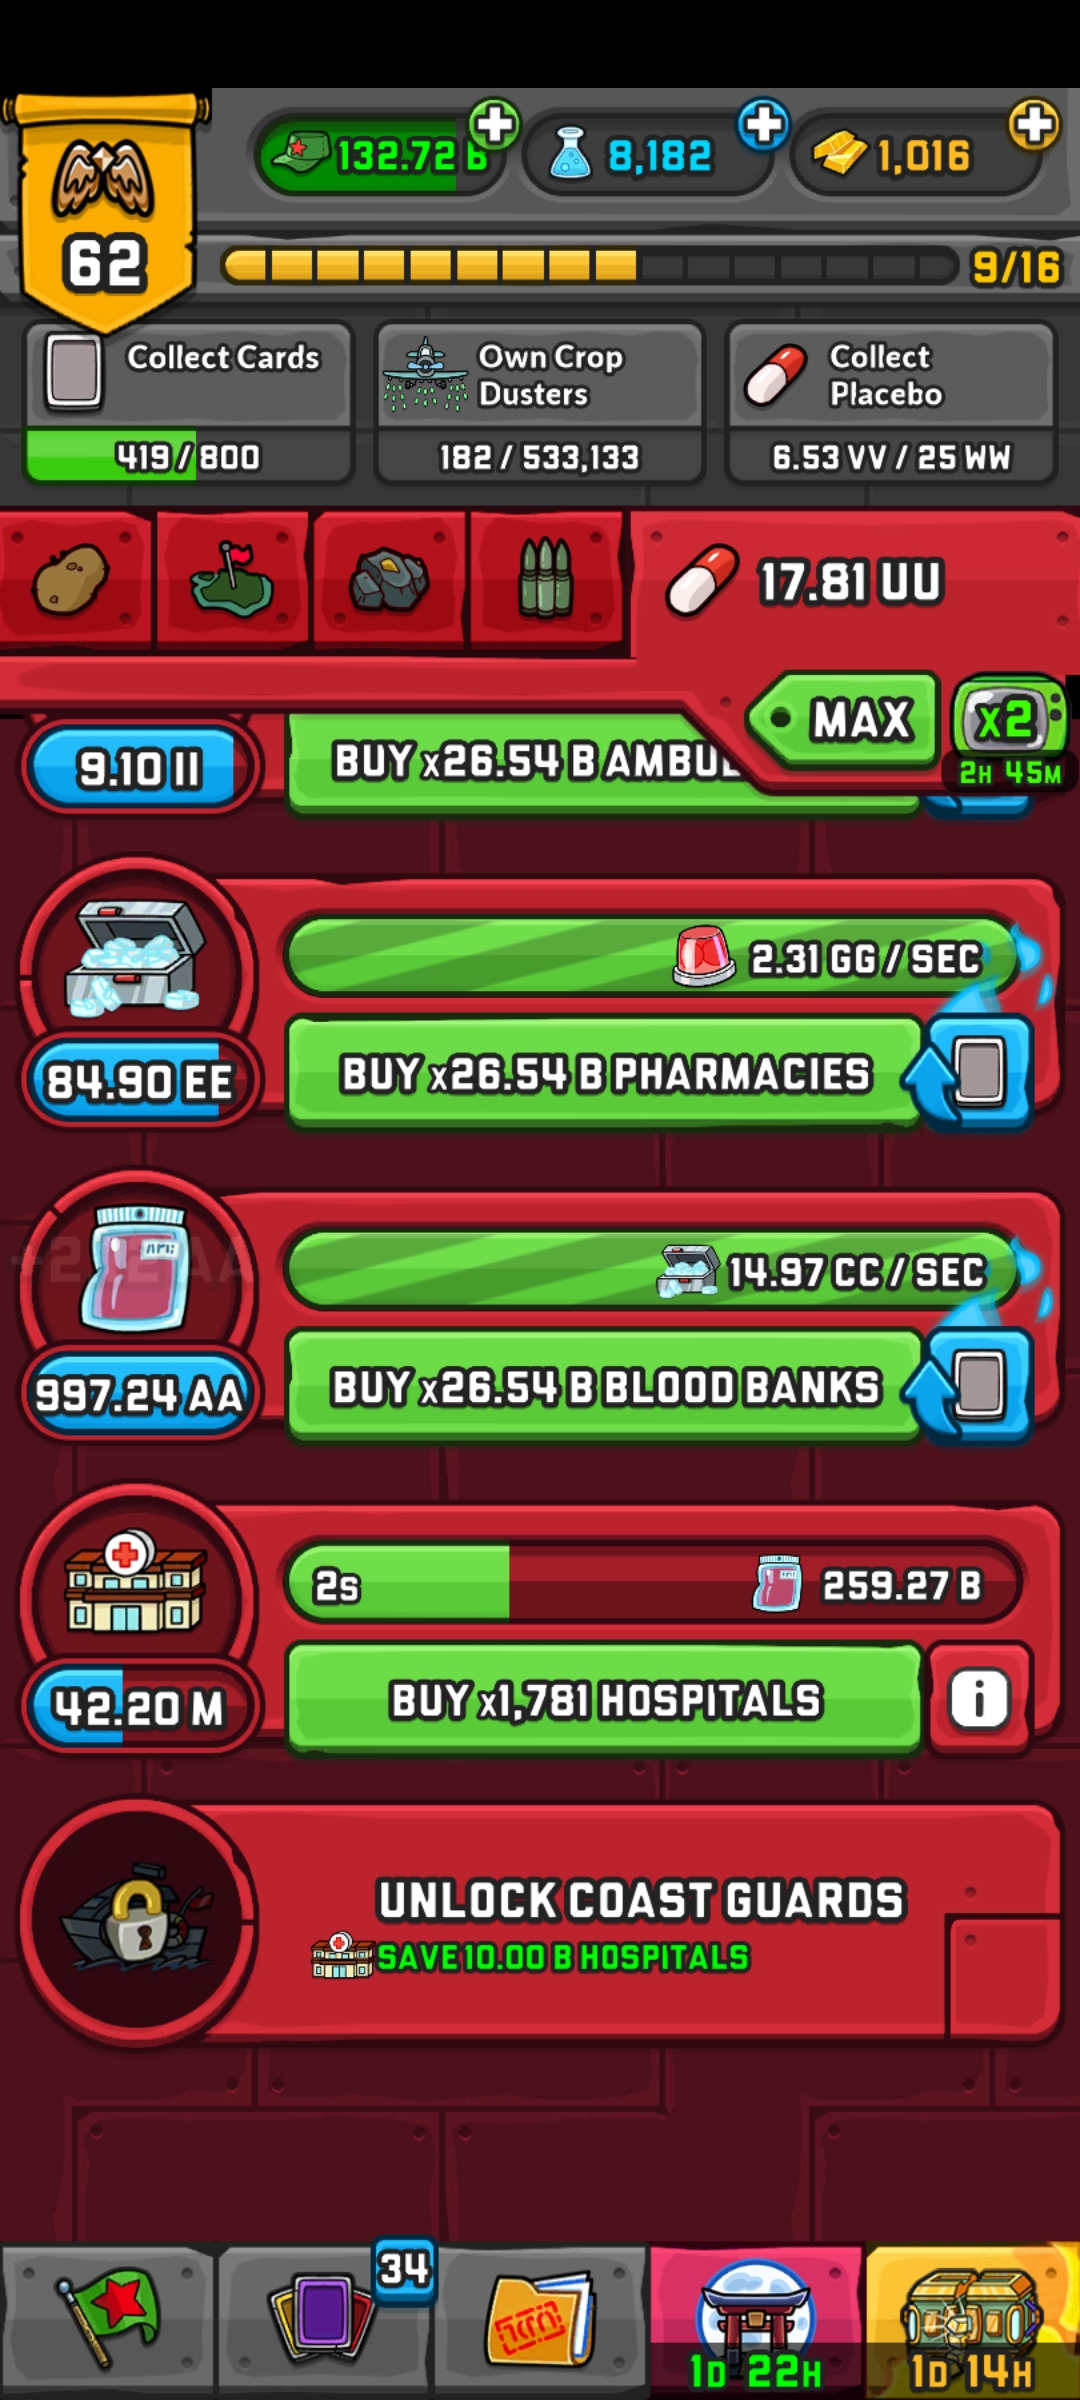 132.72 B
8,182
1,016
62
9/16
Collect Cards
419 / 800
Own Crop
Dusters
182 / 533,133
Collect
Placebo
6.53 VV / 25 WW
17.81 UU
MAX
x2
2H 45M
9.10 II
BUY x26.54 B AMBUL
2.31 GG / SEC
84.90 EE
BUY x26.54 B PHARMACIES
14.97 CC / SEC
997.24 AA
BUY x26.54 B BLOOD BANKS
2s
259.27 B
42.20 M
BUY x1,781 HOSPITALS
i
UNLOCK COAST GUARDS
SAVE 10.00 B HOSPITALS
34
1D 22H
1D 14H